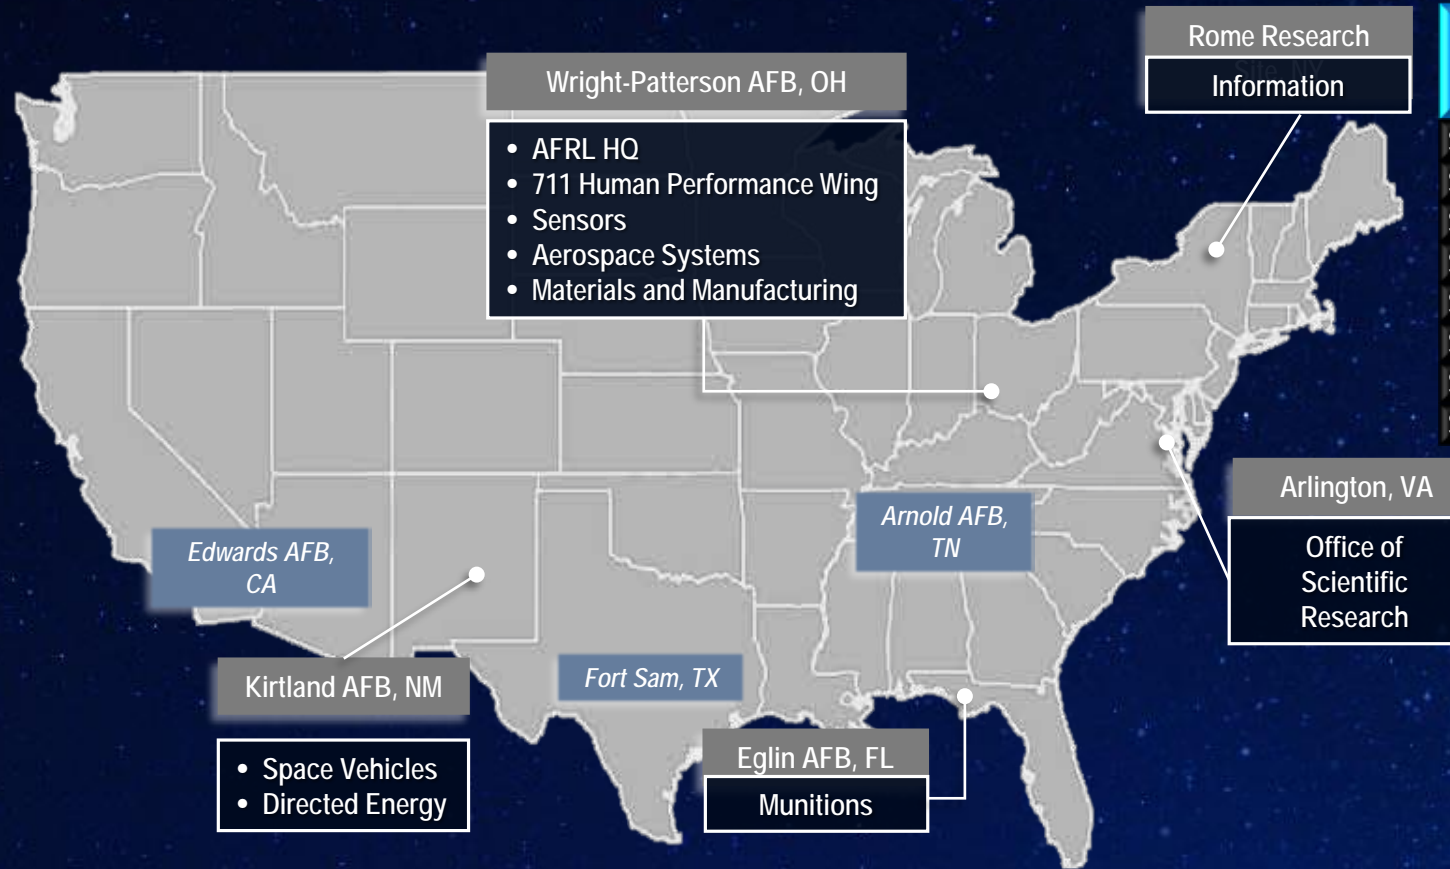 Rome Research
Site, NY
Information
Wright-Patterson AFB, OH
• AFRL HQ
• 711 Human Performance Wing
• Sensors
• Aerospace Systems
• Materials and Manufacturing
Arlington, VA
Office of
Scientific
Research
Arnold AFB,
TN
Edwards AFB,
CA
Kirtland AFB, NM
• Space Vehicles
• Directed Energy
Fort Sam, TX
Eglin AFB, FL
Munitions